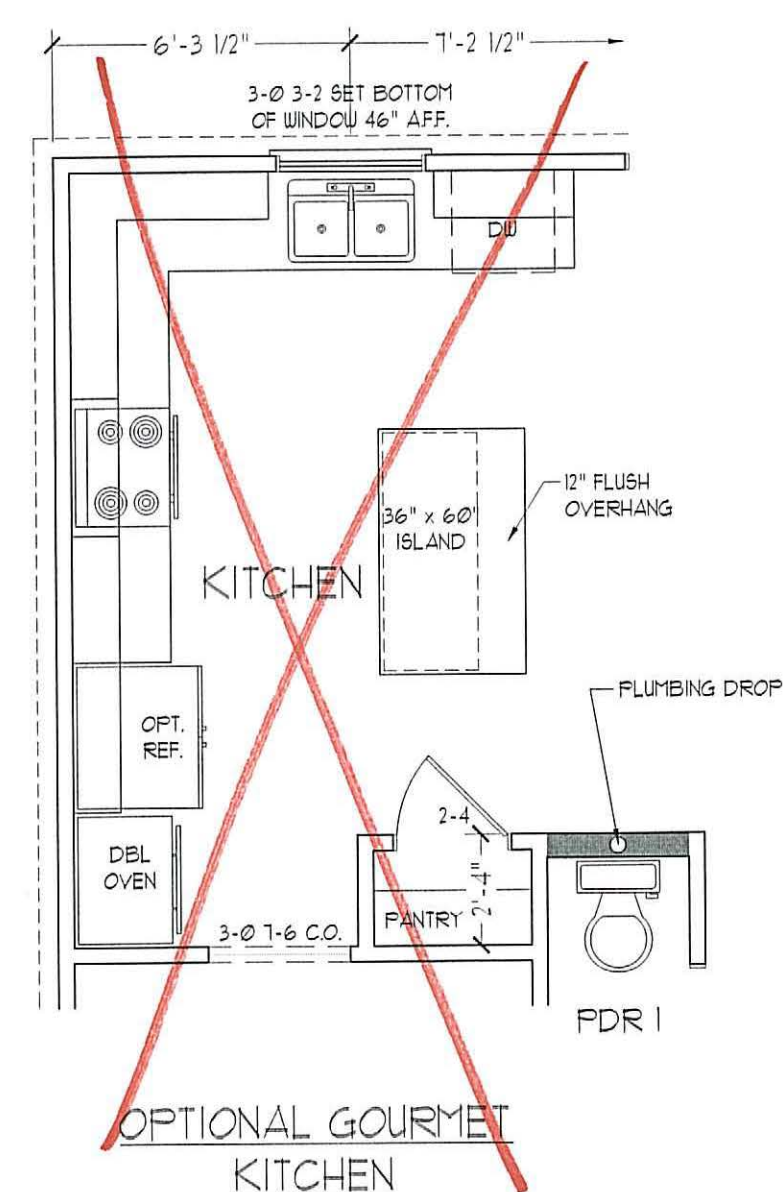 6'-3 1/2"
7'-2 1/2"
3-0 3-2 SET BOTTOM
OF WINDOW 46" A.F.F.
DW
12" FLUSH
OVERHANG
36" x 60"
ISLAND
KITCHEN
PLUMBING DROP
OPT.
REF.
2-4
DBL
OVEN
2'-4"
PANTRY
3-0 7-6 C.O.
PDR 1
OPTIONAL GOURMET
KITCHEN